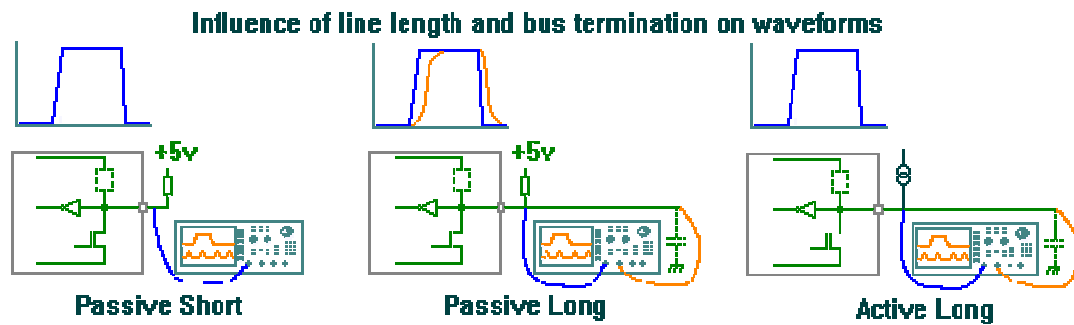 Influence of line length and bus termination on waveforms
+5v
+5v
Passive Short
Passive Long
Active Long